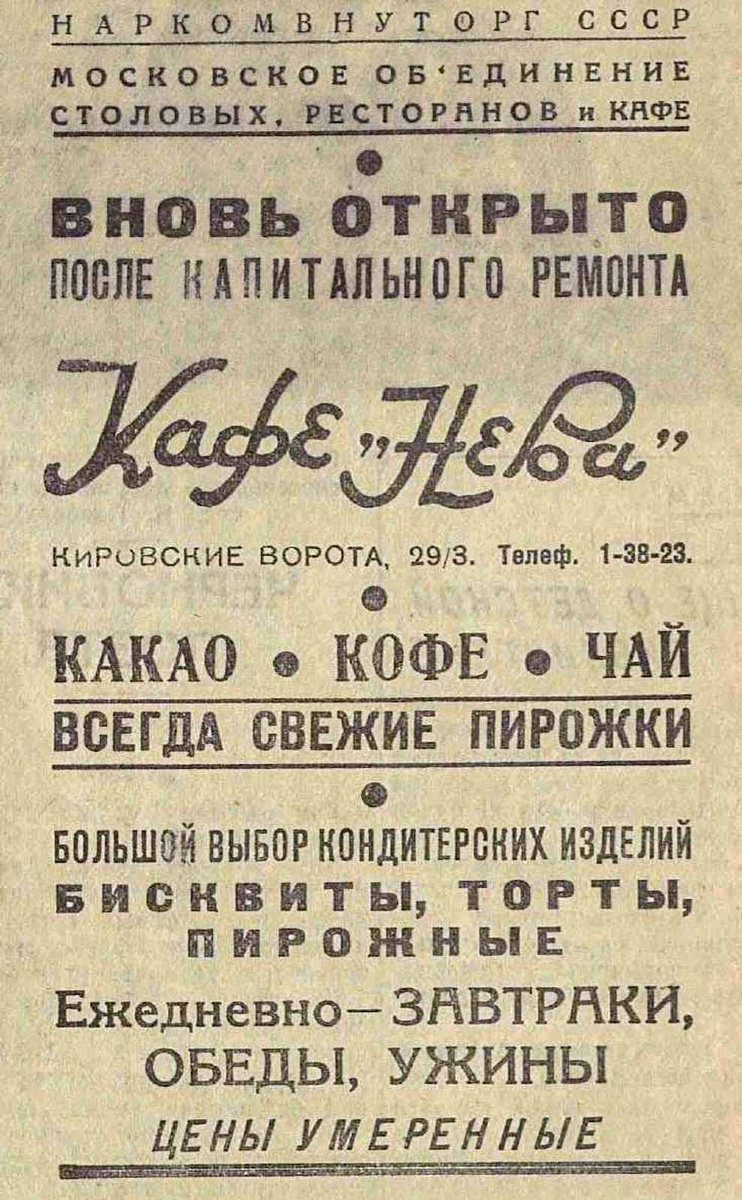 НАРКОМВНУТОРГ СССР
МОСКОВСКОЕ ОБ'ЕДИНЕНИЕ
СТОЛОВЫХ, РЕСТОРАНОВ и КАФЕ
ВНОВЬ ОТКРЫТО
ПОСЛЕ КАПИТАЛЬНОГО РЕМОНТА
Кафе „Нева"
КИРОВСКИЕ ВОРОТА, 29/3. Телеф. 1-38-23.
КАКАО ● КОФЕ ● ЧАЙ
ВСЕГДА СВЕЖИЕ ПИРОЖКИ
БОЛЬШОЙ ВЫБОР КОНДИТЕРСКИХ ИЗДЕЛИЙ
БИСКВИТЫ, ТОРТЫ,
ПИРОЖНЫЕ
Ежедневно—ЗАВТРАКИ,
ОБЕДЫ, УЖИНЫ
ЦЕНЫ УМЕРЕННЫЕ